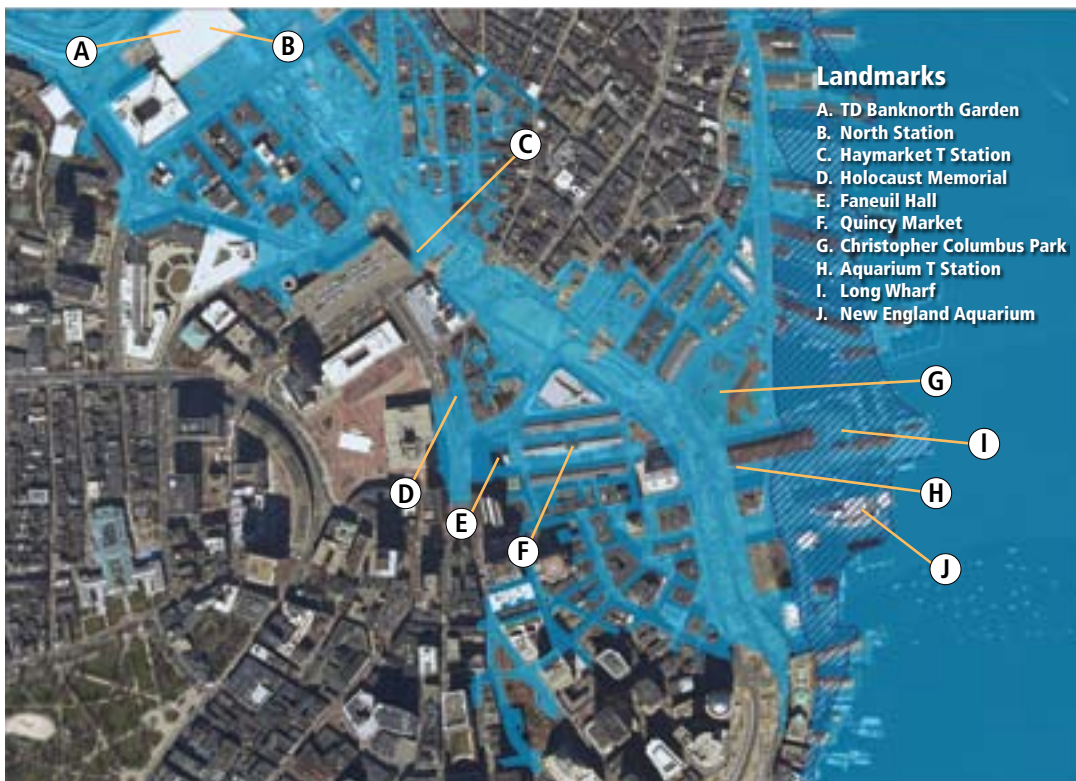 A
B
C
Landmarks
A. TD Banknorth Garden
B. North Station
C. Haymarket T Station
D. Holocaust Memorial
E. Faneuil Hall
F. Quincy Market
G. Christopher Columbus Park
H. Aquarium T Station
I. Long Wharf
J. New England Aquarium
G
I
D
H
E
F
J